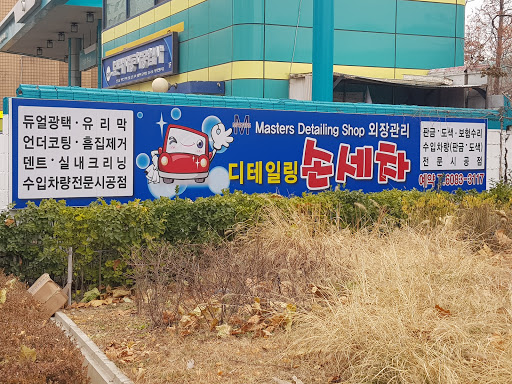 듀얼광택·유리막
언더코팅·흠집제거
덴트·실내크리닝
수입차량전문시공점
M Masters Detailing Shop 외장관리
디테일링 손세차
판금·도색·보험수리
수입차량(판금·도색)
전문시공점
예약